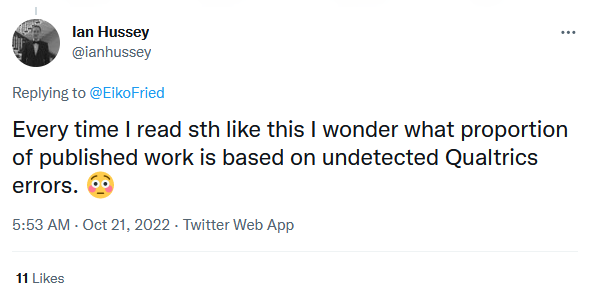 Ian Hussey
@ianhussey
Replying to @EikoFried
Every time I read sth like this I wonder what proportion
of published work is based on undetected Qualtrics
errors. 😳
5:53 AM · Oct 21, 2022 · Twitter Web App
11 Likes